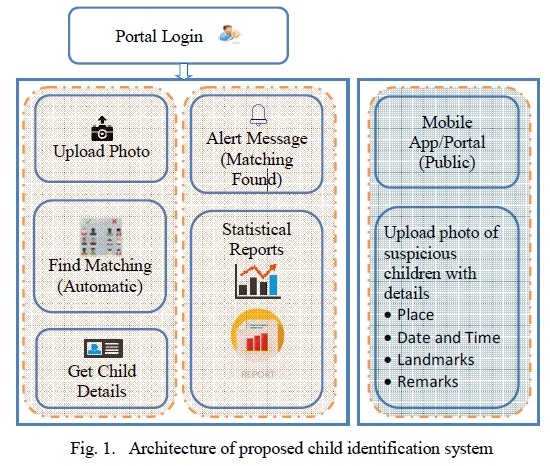 Portal Login
Upload Photo
Find Matching
(Automatic)
Get Child
Details
Alert Message
(Matching
Found)
Statistical
Reports
REPORT
Mobile
App/Portal
(Public)
Upload photo of
suspicious
children with
details
• Place
• Date and Time
• Landmarks
• Remarks
Fig. 1. Architecture of proposed child identification system